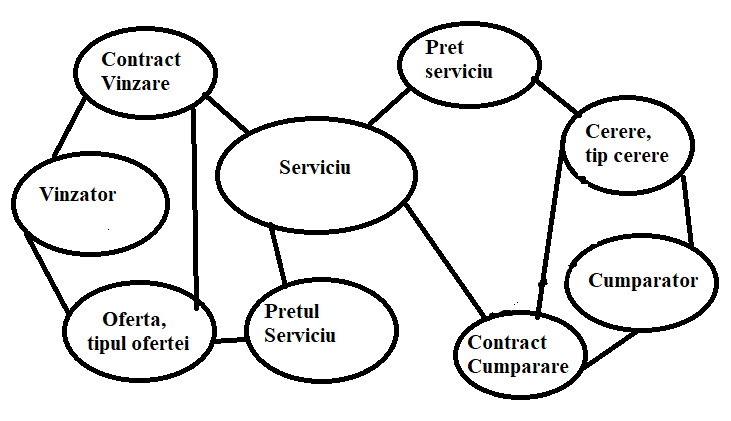 Contract
Vinzare
Pret
serviciu
Cerere,
tip cerere
Serviciu
Vinzator
Cumparator
Oferta,
tipul ofertei
Pretul
Serviciu
Contract
Cumparare